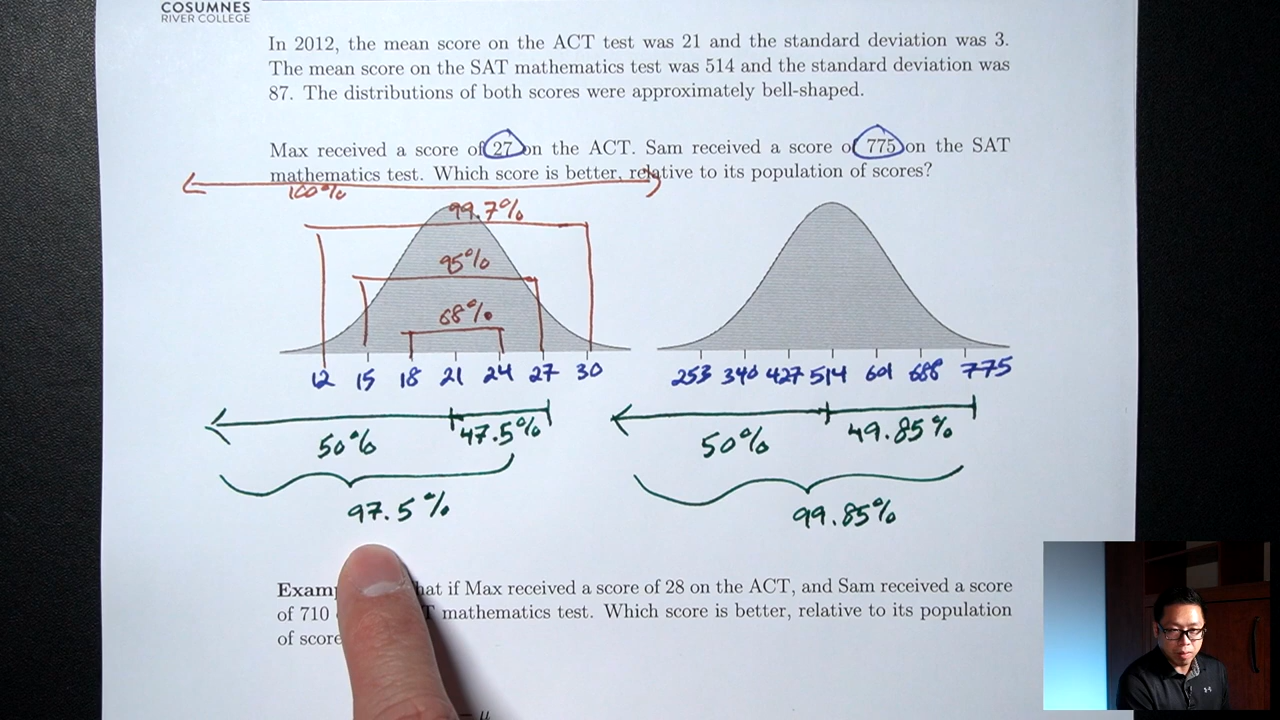 COSUMNES
RIVER COLLEGE
In 2012, the mean score on the ACT test was 21 and the standard deviation was 3.
The mean score on the SAT mathematics test was 514 and the standard deviation was
87. The distributions of both scores were approximately bell-shaped.
Max received a score of 27 on the ACT. Sam received a score of 775 on the SAT
mathematics test. Which score is better, relative to its population of scores?
100%
99.7%
95%
68%
12 15 18 21 24 27 30
253 340 427 514 601 688 775
50% 47.5%
50% 49.85%
97.5%
99.85%
hat if Max received a score of 28 on the ACT, and Sam received a score
of 710 mathematics test. Which score is better, relative to its population
of score
μ